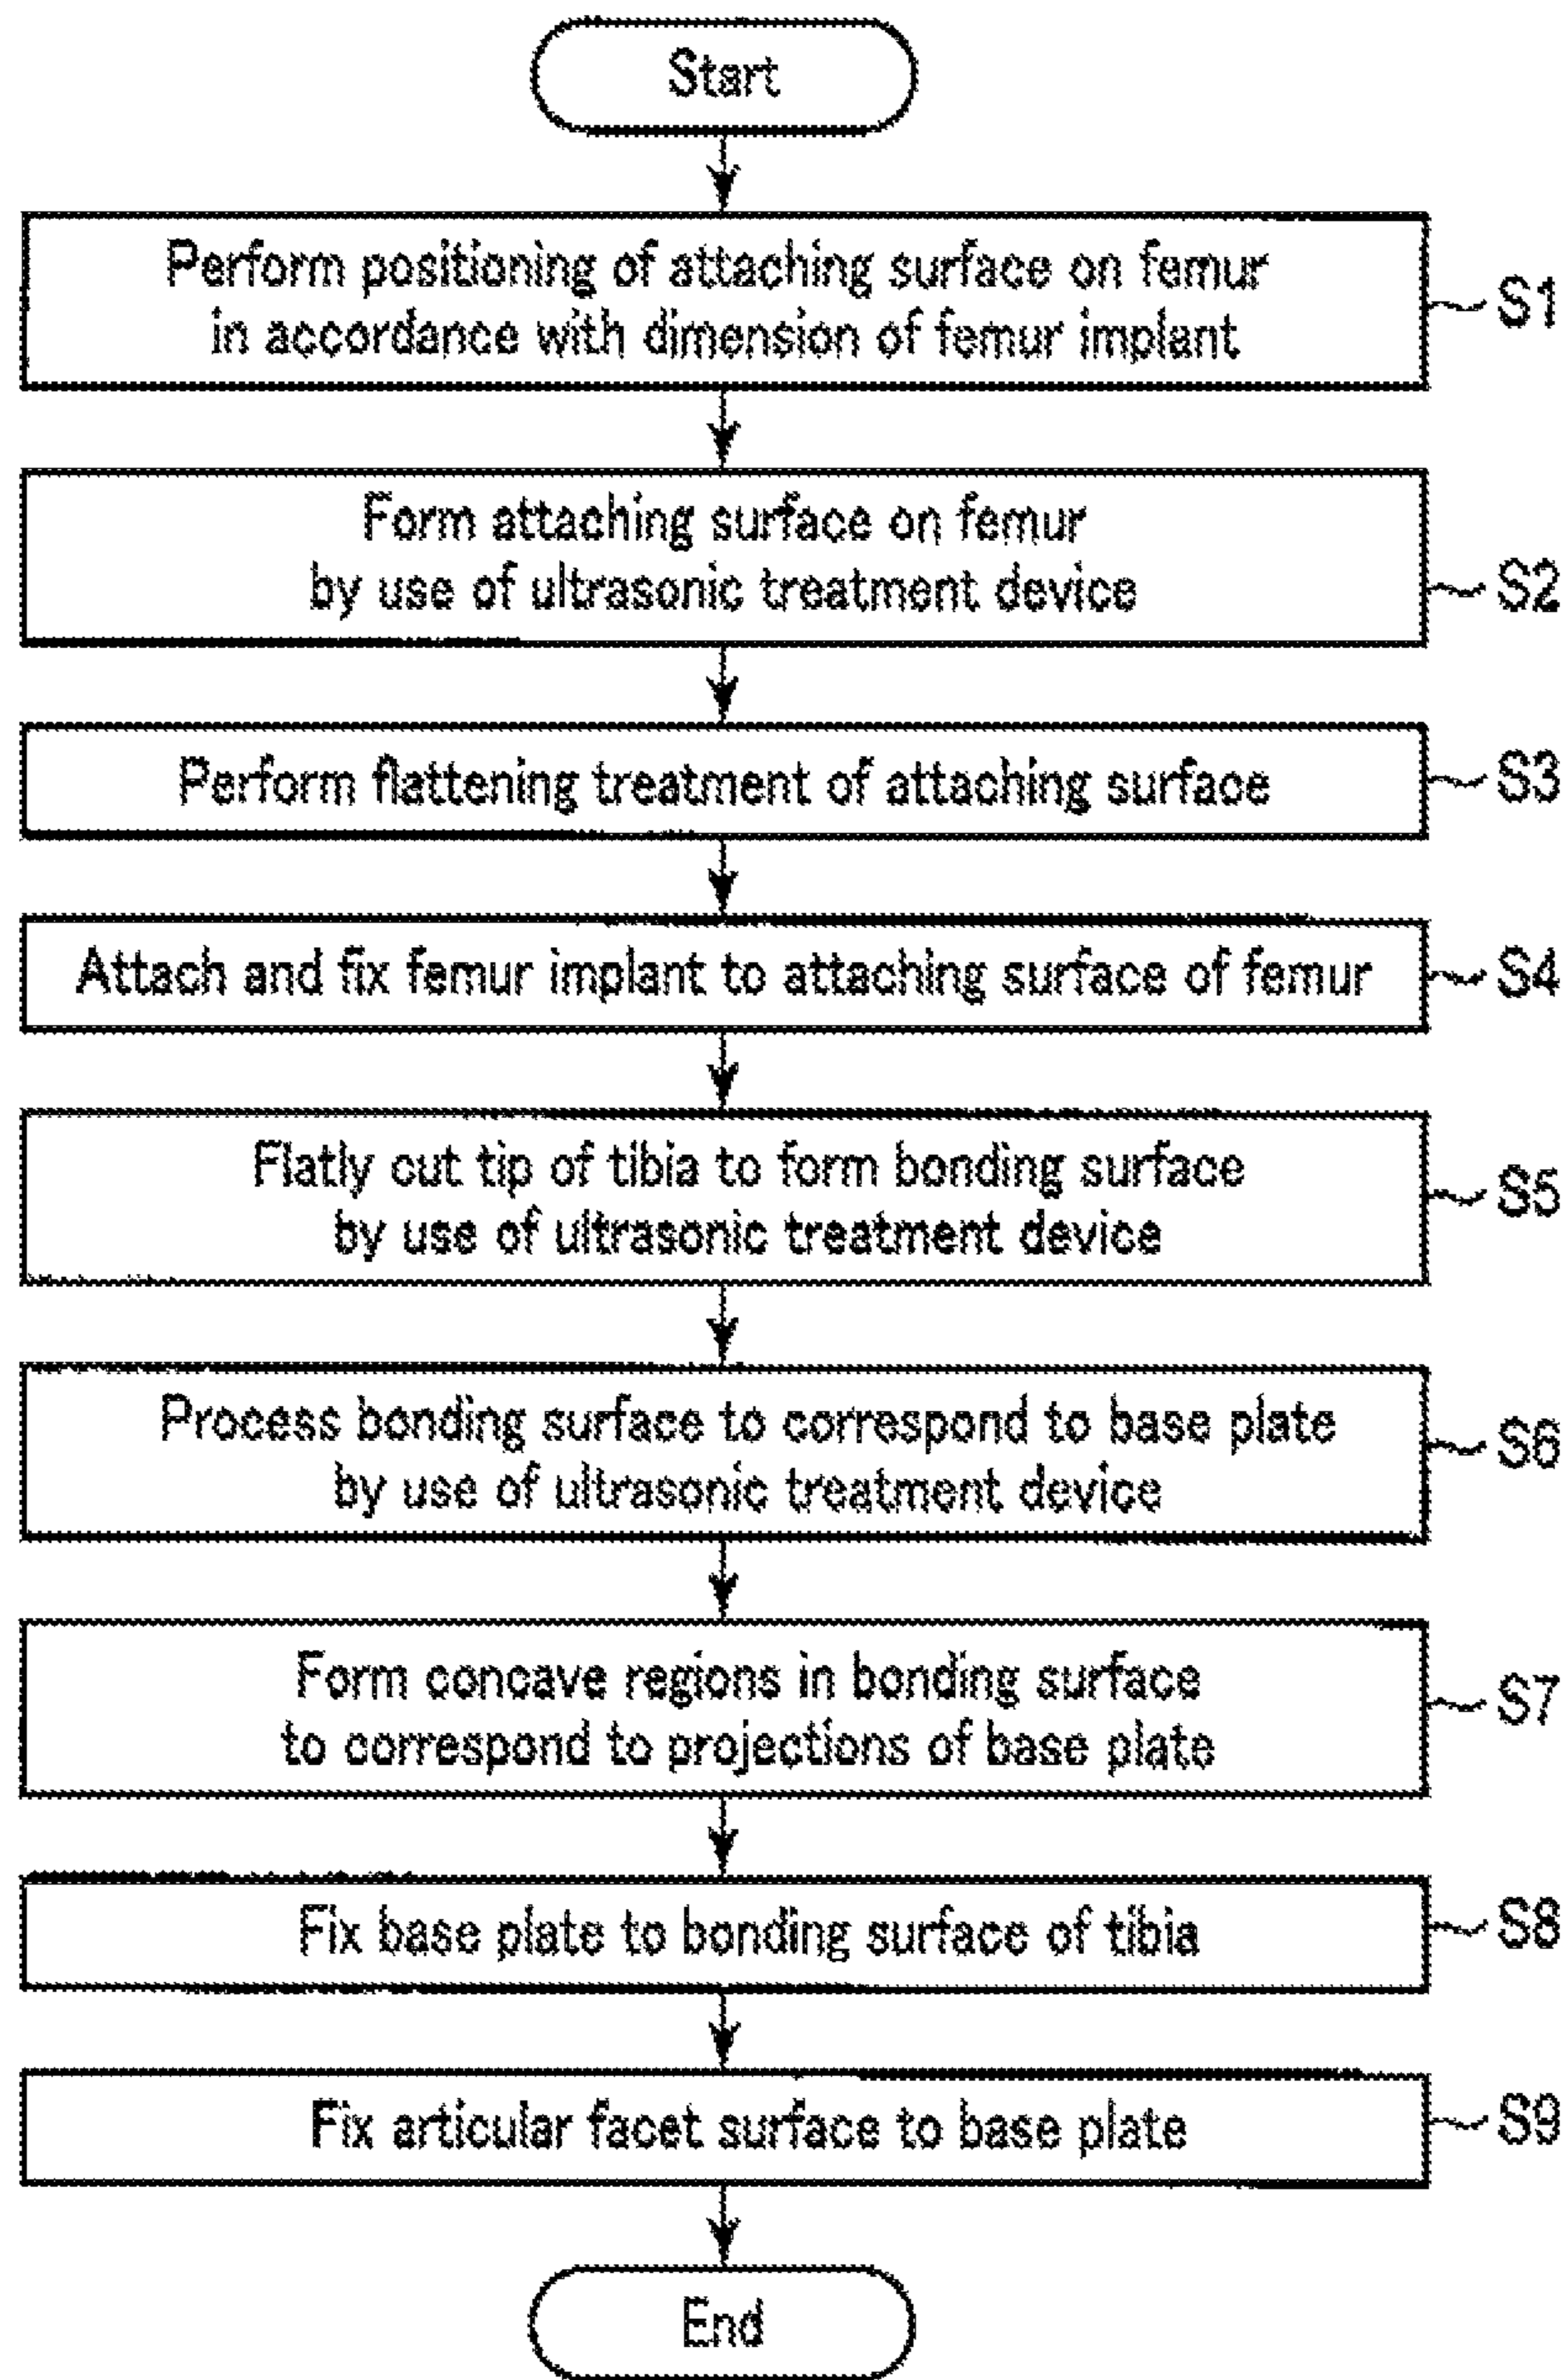 Start
Perform positioning of attaching surface on femur
in accordance with dimension of femur implant
S1
Form attaching surface on femur
by use of ultrasonic treatment device
S2
Perform flattening treatment of attaching surface
S3
Attach and fix femur implant to attaching surface of femur
S4
Flatly cut tip of tibia to form bonding surface
by use of ultrasonic treatment device
S5
Process bonding surface to correspond to base plate
by use of ultrasonic treatment device
S6
Form concave regions in bonding surface
to correspond to projections of base plate
S7
Fix base plate to bonding surface of tibia
S8
Fix articular facet surface to base plate
S9
End